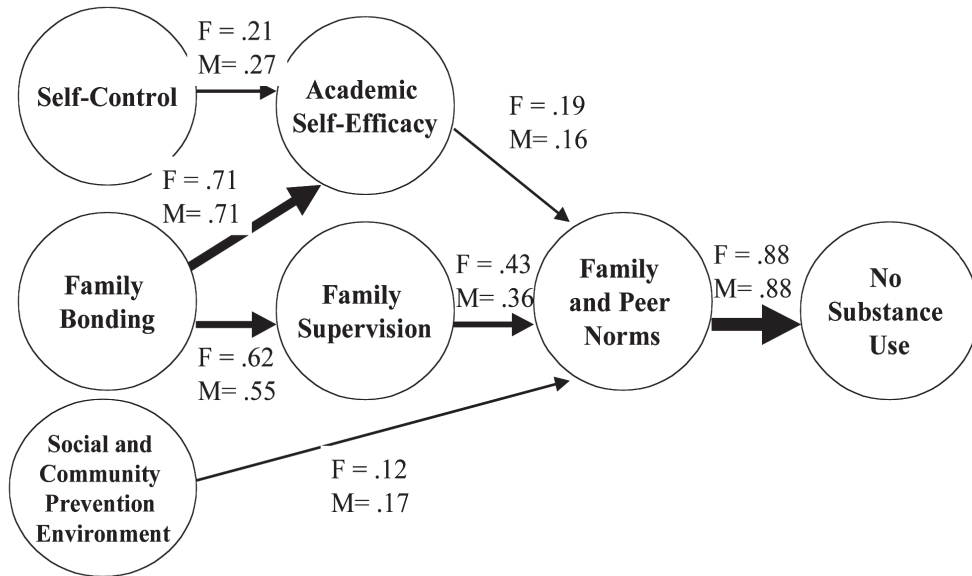 F = .21
M= .27
Self-Control
Academic
Self-Efficacy
F = .19
M= .16
F = .71
M= .71
Family
Bonding
F = .62
M= .55
Family
Supervision
F = .43
M= .36
Family
and Peer
Norms
F = .88
M= .88
No
Substance
Use
Social and
Community
Prevention
Environment
F = .12
M= .17